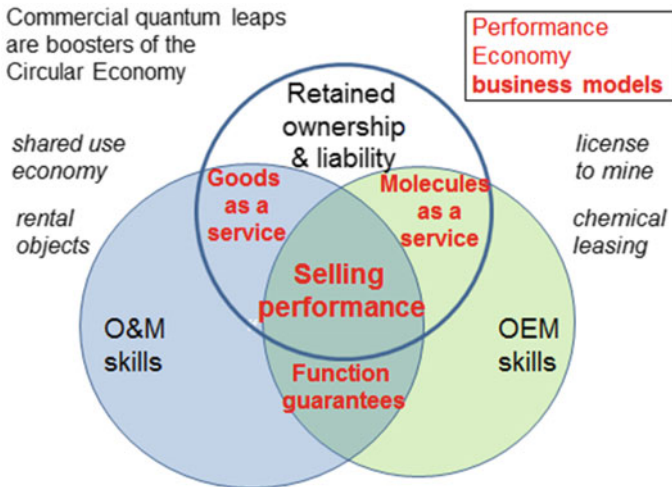 Commercial quantum leaps
are boosters of the
Circular Economy
Performance
Economy
business models
Retained
ownership
& liability
shared use
economy
rental
objects
license
to mine
chemical
leasing
Goods
as a
service
Molecules
as a
service
Selling
performance
O&M
skills
OEM
skills
Function
guarantees